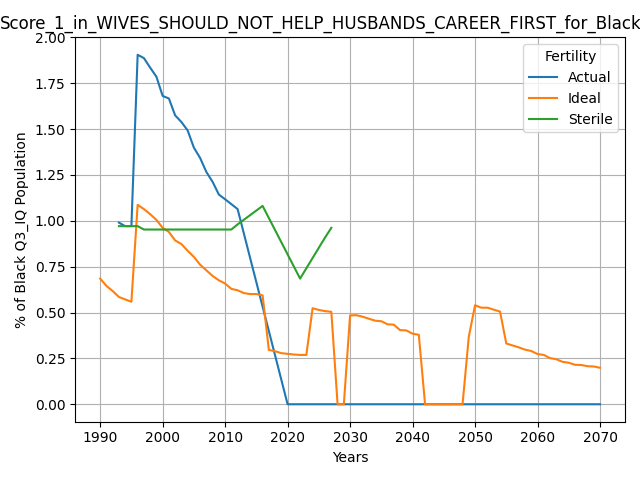 Score_1_in_WIVES_SHOULD_NOT_HELP_HUSBANDS_CAREER_FIRST_for_Black
% of Black Q3_IQ Population
2.00
1.75
1.50
1.25
1.00
0.75
0.50
0.25
0.00
Fertility
Actual
Ideal
Sterile
1990 2000 2010 2020 2030 2040 2050 2060 2070
Years